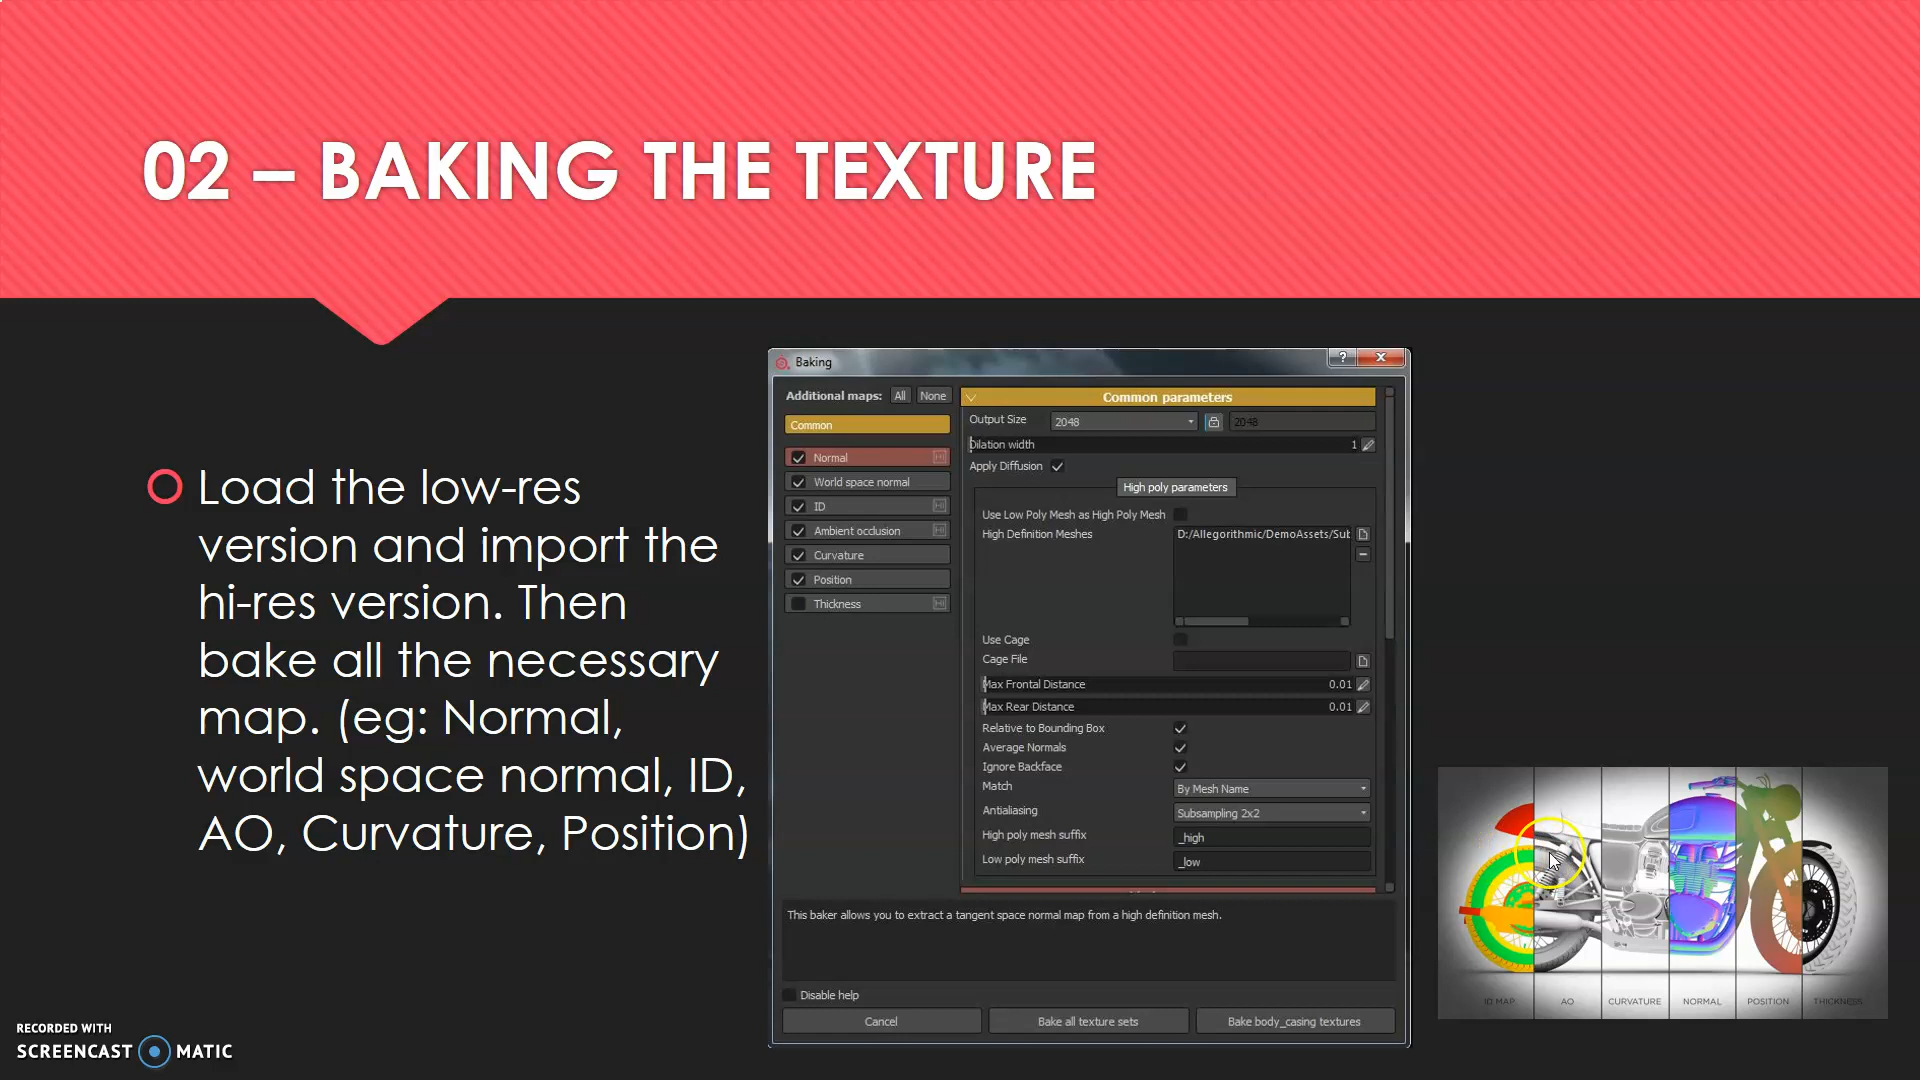 02 – BAKING THE TEXTURE
Load the low-res
version and import the
hi-res version. Then
bake all the necessary
map. (eg: Normal,
world space normal, ID,
AO, Curvature, Position)
Baking
?
Additional maps: All None
Common
Normal
World space normal
ID
Ambient occlusion
Curvature
Position
Thickness
Common parameters
Output Size 2048 2048
Dilation width 1
Apply Diffusion
High poly parameters
Use Low Poly Mesh as High Poly Mesh
High Definition Meshes D:/Allegorithmic/DemoAssets/Sub
Use Cage
Cage File
Max Frontal Distance 0.01
Max Rear Distance 0.01
Relative to Bounding Box
Average Normals
Ignore Backface
Match By Mesh Name
Antialiasing Subsampling 2x2
High poly mesh suffix _high
Low poly mesh suffix _low
This baker allows you to extract a tangent space normal map from a high definition mesh.
Disable help
Cancel Bake all texture sets Bake body_casing textures
ID MAP AO CURVATURE NORMAL POSITION THICKNESS
RECORDED WITH
SCREENCAST MATIC